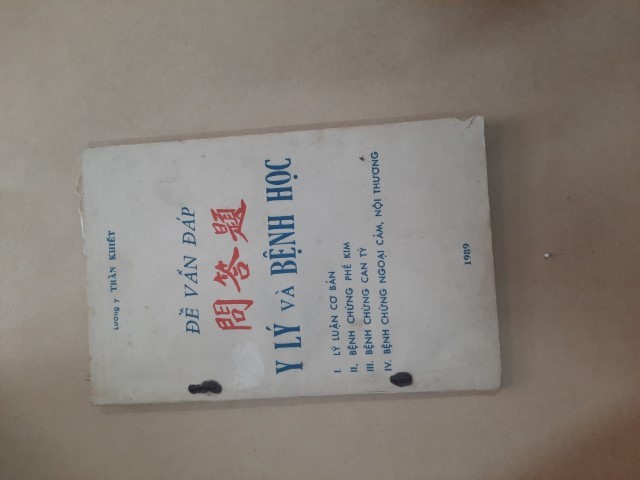 Lương y TRẦN KHIẾT
ĐỀ VẤN ĐÁP
問答題
Y LÝ VÀ BỆNH HỌC
I. LÝ LUẬN CƠ BẢN
II. BỆNH CHỨNG PHẾ KIM
III. BỆNH CHỨNG CAN TỲ
IV. BỆNH CHỨNG NGOẠI CẢM, NỘI THƯƠNG
1989